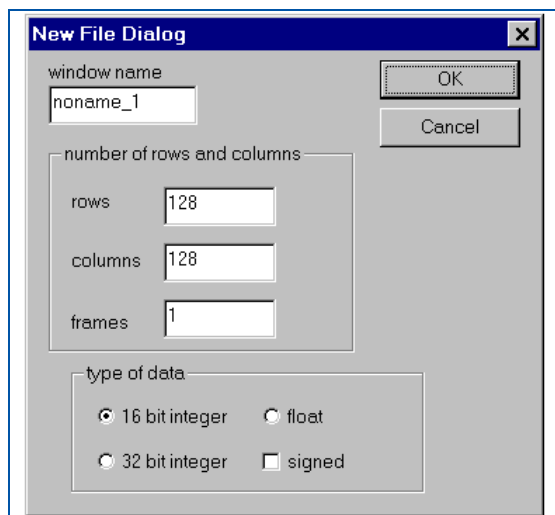 New File Dialog
window name
noname_1
OK
Cancel
number of rows and columns
rows 128
columns 128
frames 1
type of data
16 bit integer float
32 bit integer signed